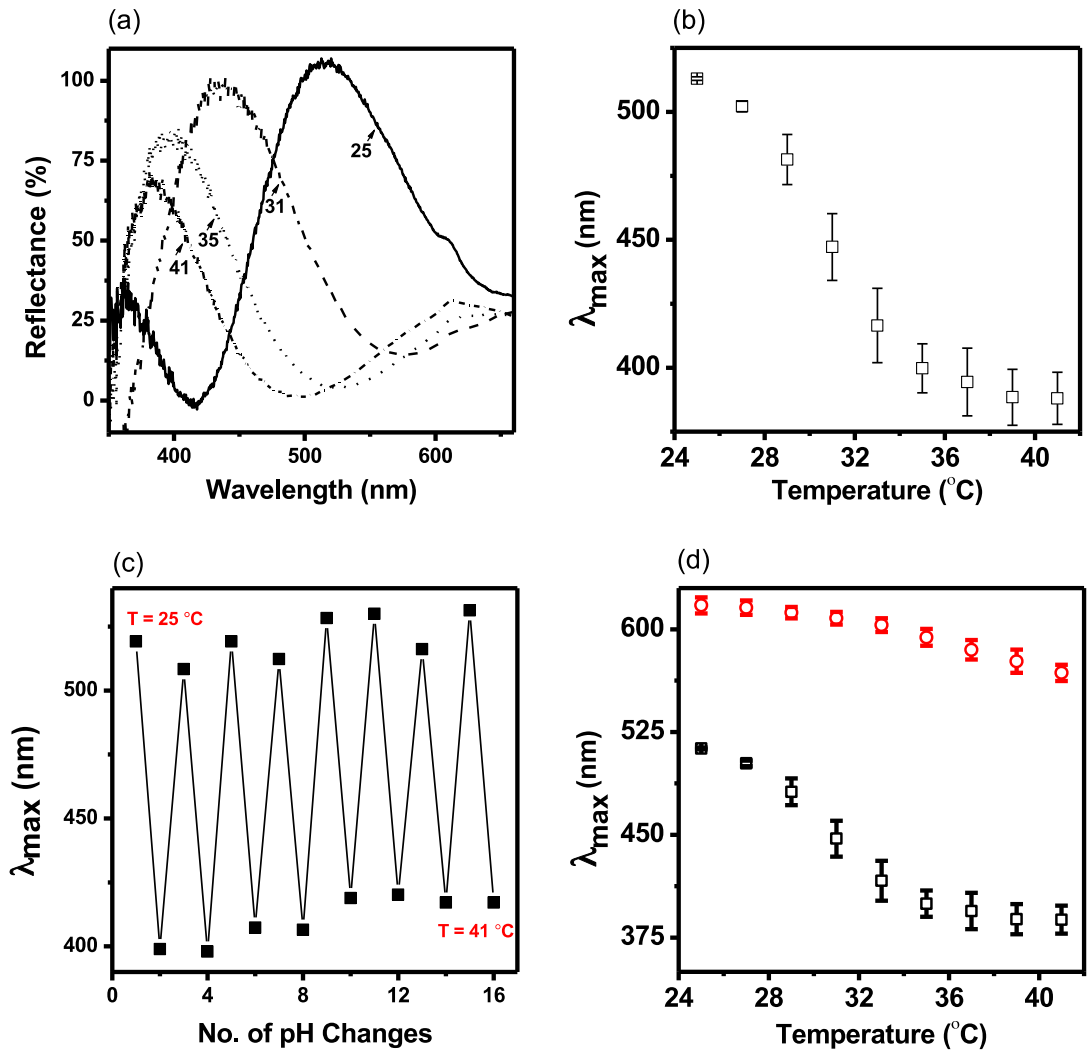 (a)
100
75
50
25
0
Reflectance (%)
25
31
35
41
400
500
600
Wavelength (nm)
(b)
500
450
400
λmax (nm)
24
28
32
36
40
Temperature (°C)
(c)
T = 25 °C
500
450
400
λmax (nm)
T = 41 °C
0
4
8
12
16
No. of pH Changes
(d)
600
525
450
375
λmax (nm)
24
28
32
36
40
Temperature (°C)